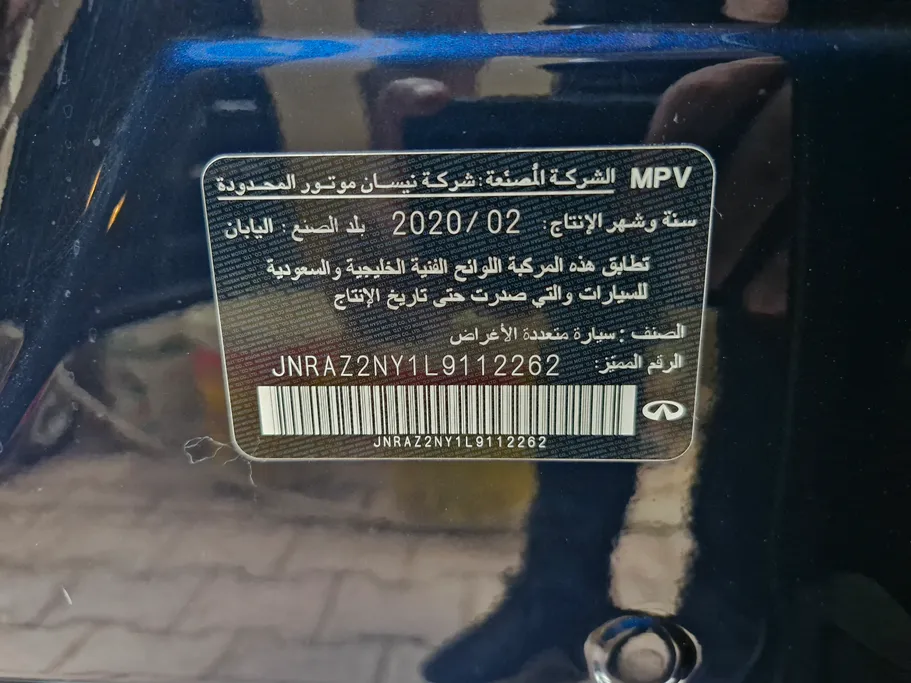 MPV الشركة المُصنّعة: شركة نيسان موتور المحدودة
سنة وشهر الإنتاج: 2020/02 بلد الصنع: اليابان
تطابق هذه المركبة اللوائح الفنية الخليجية والسعودية
للسيارات والتي صدرت حتى تاريخ الإنتاج
الصنف: سيارة متعددة الأغراض
الرقم المميّز: JNRAZ2NY1L9112262
JNRAZ2NY1L9112262